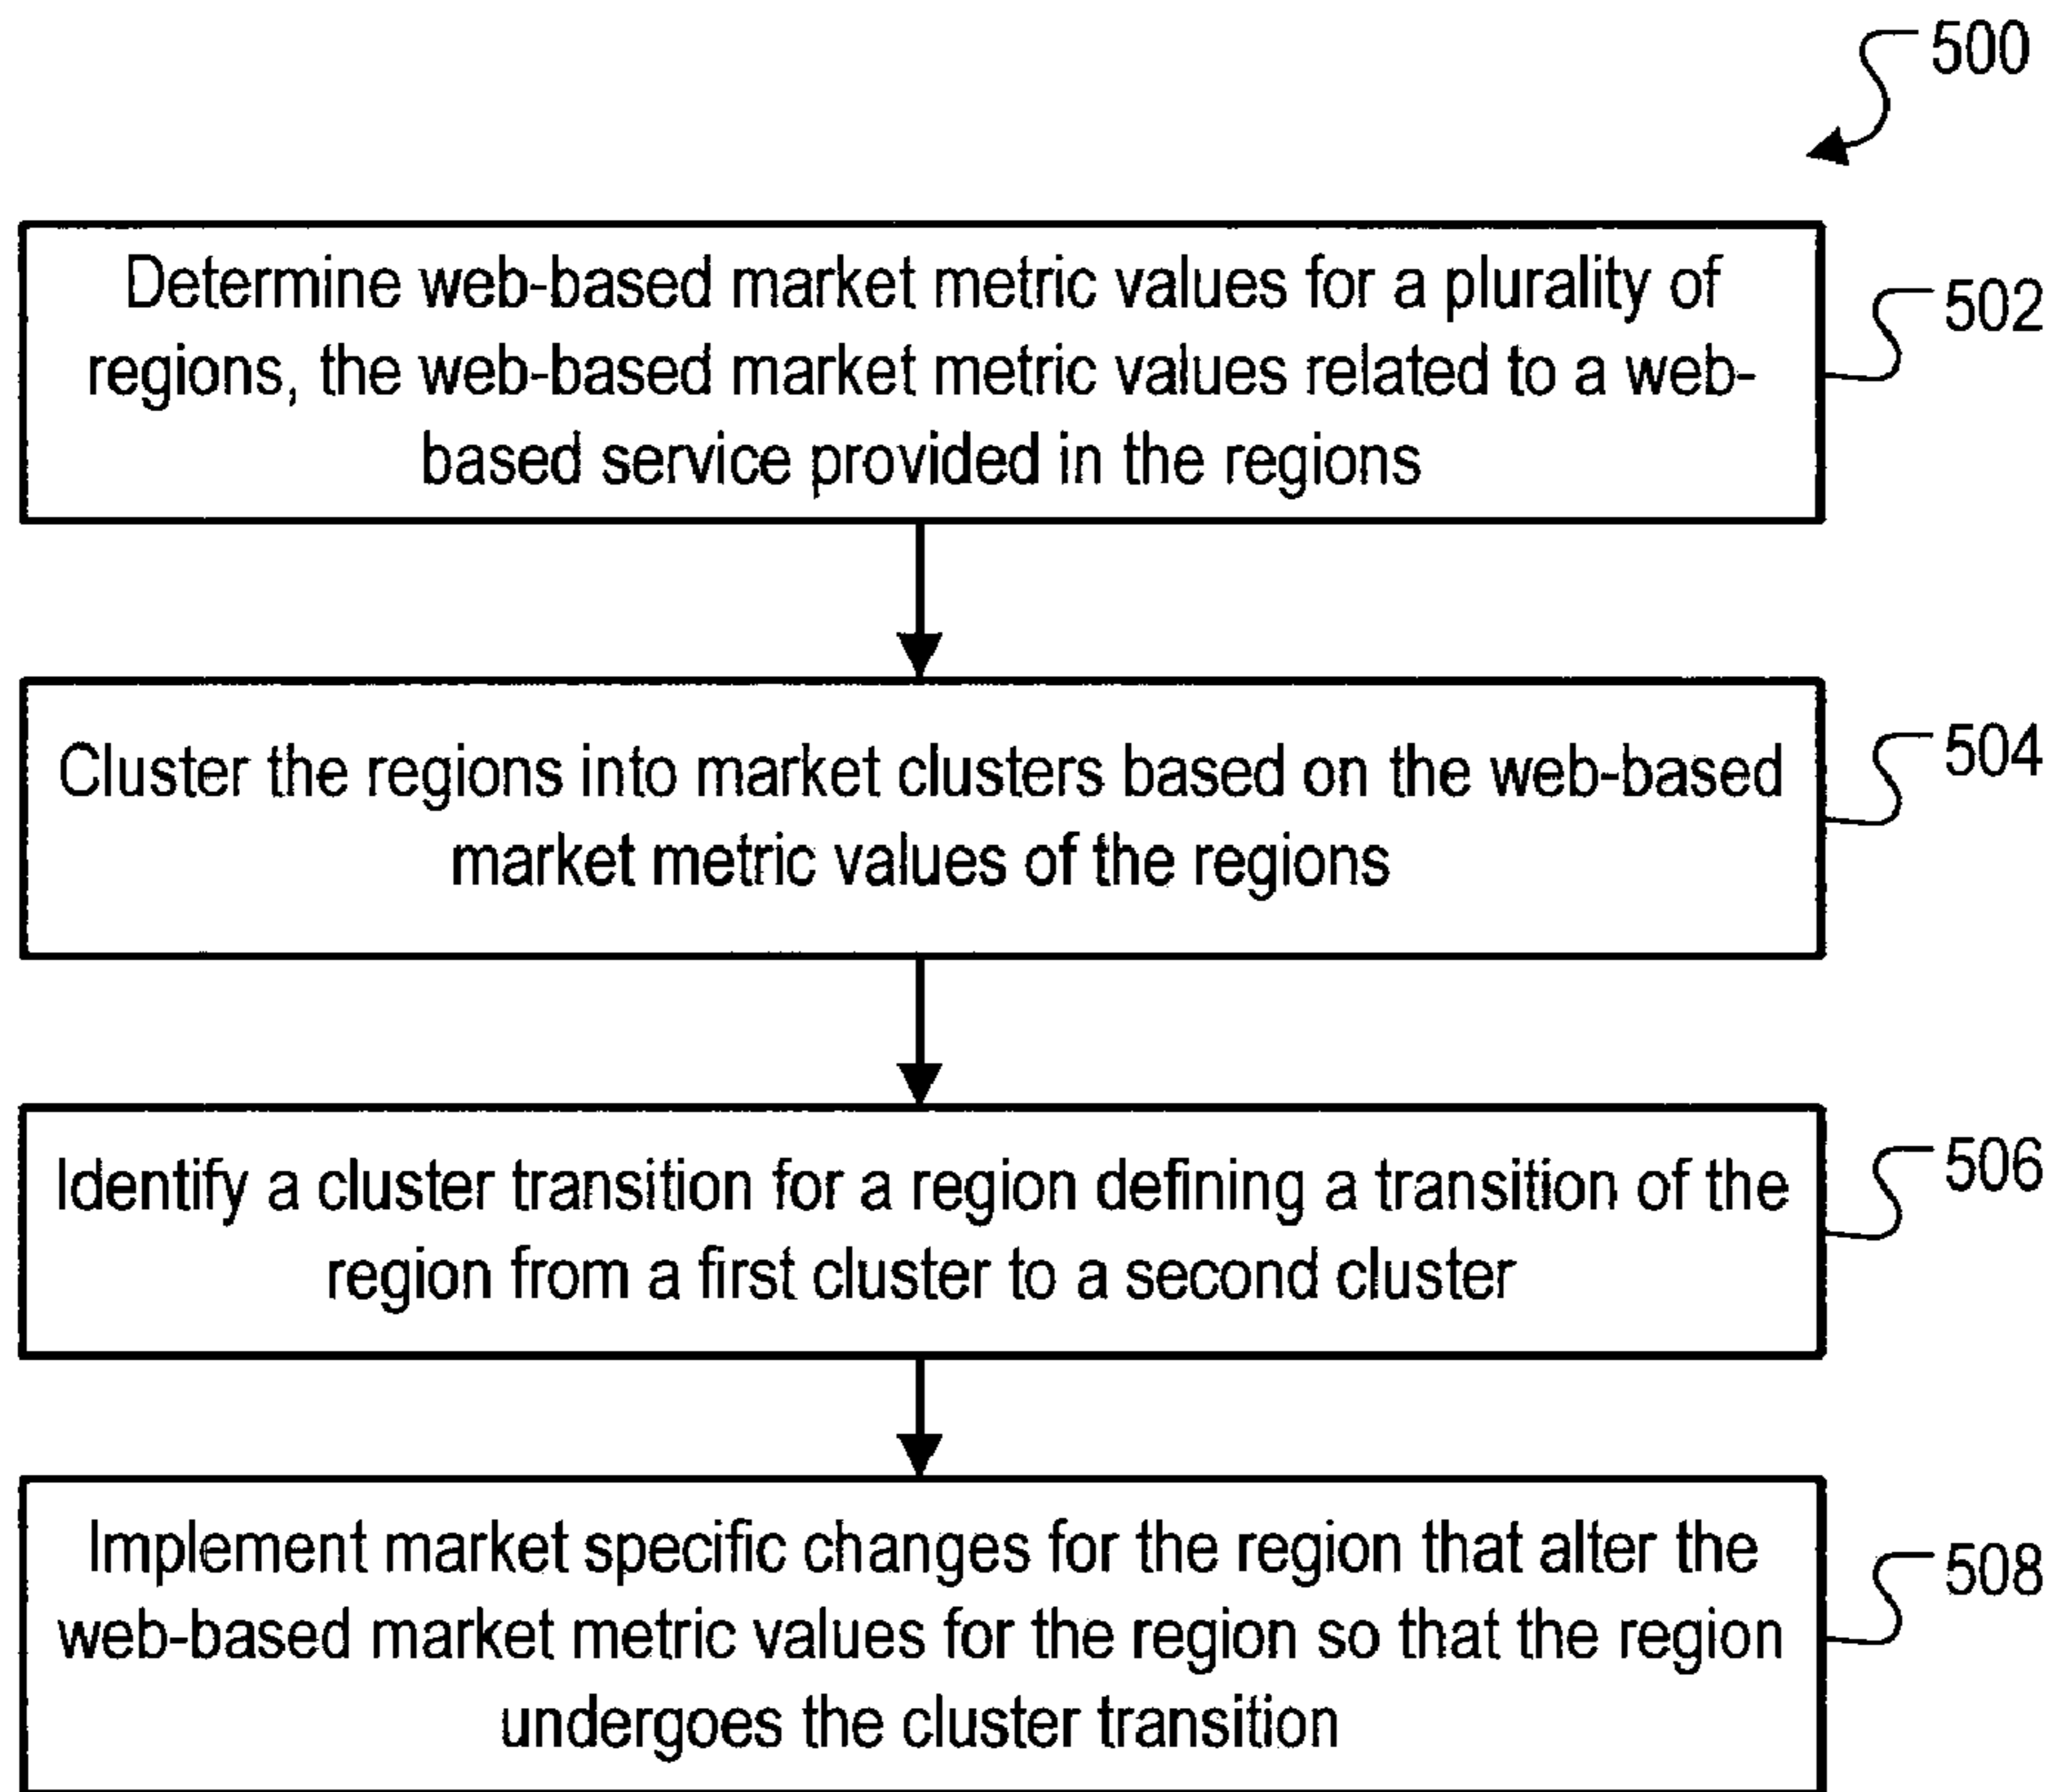 500
Determine web-based market metric values for a plurality of
regions, the web-based market metric values related to a web-
based service provided in the regions
502
Cluster the regions into market clusters based on the web-based
market metric values of the regions
504
Identify a cluster transition for a region defining a transition of the
region from a first cluster to a second cluster
506
Implement market specific changes for the region that alter the
web-based market metric values for the region so that the region
undergoes the cluster transition
508